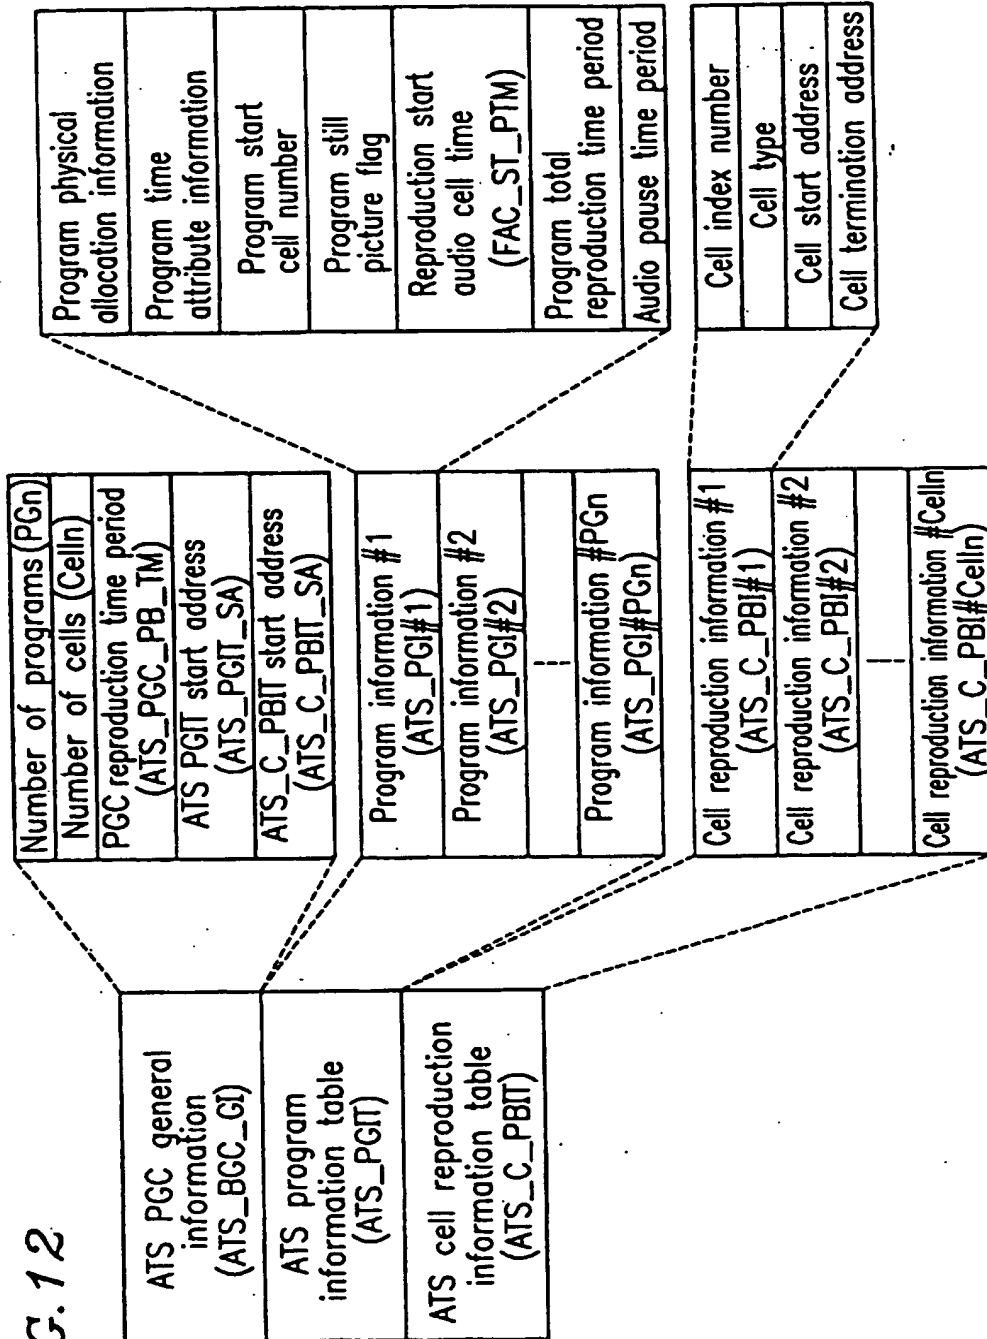 G.12
ATS PGC general
information
(ATS_BGC_GI)
ATS program
information table
(ATS_PGIT)
ATS cell reproduction
information table
(ATS_C_PBIT)
Number of programs (PGn)
Number of cells (Celln)
PGC reproduction time period
(ATS_PGC_PB_TM)
ATS PGIT start address
(ATS_PGIT_SA)
ATS_C_PBIT start address
(ATS_C_PBIT_SA)
Program information #1
(ATS_PGI#1)
Program information #2
(ATS_PGI#2)
Program information #PGn
(ATS_PGI#PGn)
Cell reproduction information #1
(ATS_C_PBI#1)
Cell reproduction information #2
(ATS_C_PBI#2)
Cell reproduction information #Celln
(ATS_C_PBI#Celln)
Program physical
allocation information
Program time
attribute information
Program start
cell number
Program still
picture flag
Reproduction start
audio cell time
(FAC_ST_PTM)
Program total
reproduction time period
Audio pause time period
Cell index number
Cell type
Cell start address
Cell termination address